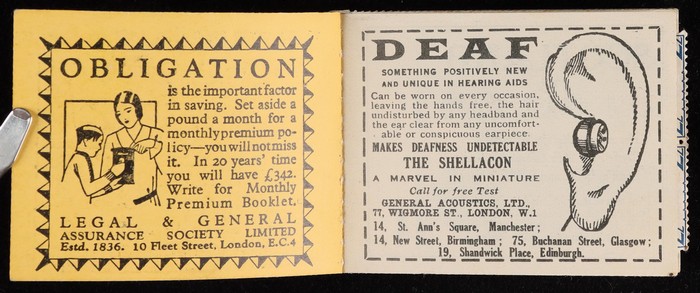 OBLIGATION
is the important factor
in saving. Set aside a
pound a month for a
monthly premium po-
licy—you will not miss
it. In 20 years' time
you will have £342.
Write for Monthly
Premium Booklet.
LEGAL & GENERAL
ASSURANCE SOCIETY LIMITED
Estd. 1836. 10 Fleet Street, London, E.C.4
DEAF
SOMETHING POSITIVELY NEW
AND UNIQUE IN HEARING AIDS
Can be worn on every occasion,
leaving the hands free, the hair
undisturbed by any headband and
the ear clear from any uncomfort-
able or conspicuous earpiece.
MAKES DEAFNESS UNDETECTABLE
THE SHELLACON
A MARVEL IN MINIATURE
Call for free Test
GENERAL ACOUSTICS, LTD.,
77, WIGMORE ST., LONDON, W.1
14, St. Ann's Square, Manchester;
14, New Street, Birmingham; 75, Buchanan Street, Glasgow;
19, Shandwick Place, Edinburgh.